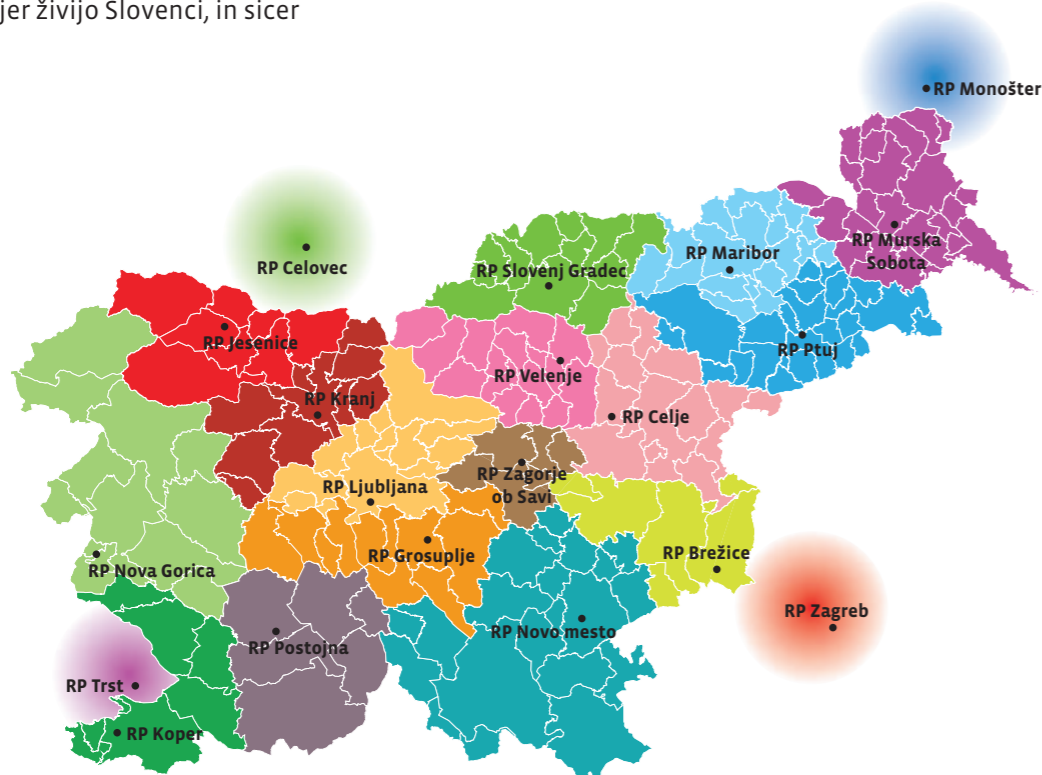 jer živijo Slovenci, in sicer
RP Monošter
RP Celovec
RP Slovenj Gradec
RP Maribor
RP Murska
Sobota
RP Jesenice
RP Ptuj
RP Velenje
RP Kranj
RP Celje
RP Zagorje
ob Savi
RP Ljubljana
RP Grosuplje
RP Brežice
RP Nova Gorica
RP Zagreb
RP Novo mesto
RP Postojna
RP Trst
RP Koper